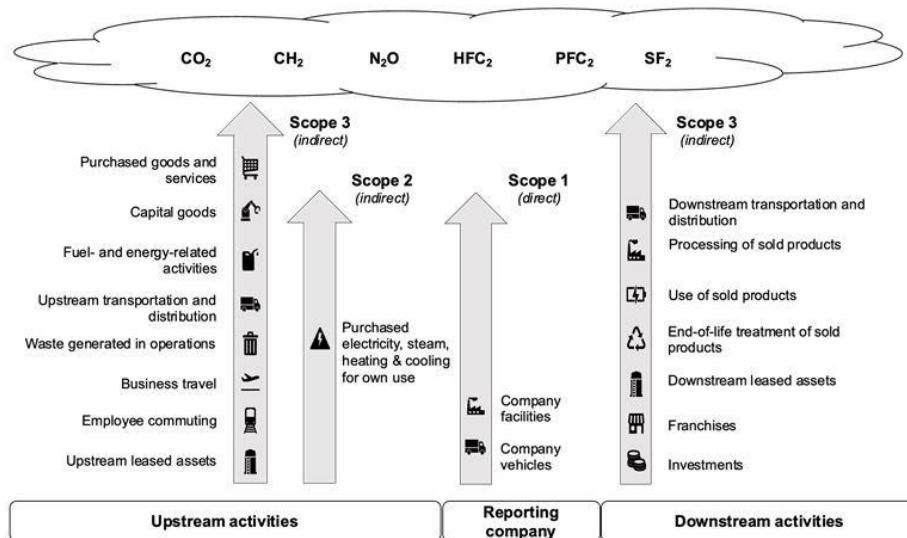 CO₂ CH₂ N₂O HFC₂ PFC₂ SF₂
Scope 3
(indirect)
Purchased goods and
services
Capital goods
Fuel- and energy-related
activities
Upstream transportation and
distribution
Waste generated in operations
Business travel
Employee commuting
Upstream leased assets
Scope 2
(indirect)
Purchased
electricity, steam,
heating & cooling
for own use
Scope 1
(direct)
Company
facilities
Company
vehicles
Scope 3
(indirect)
Downstream transportation and
distribution
Processing of sold products
Use of sold products
End-of-life treatment of sold
products
Downstream leased assets
Franchises
Investments
Upstream activities
Reporting
company
Downstream activities